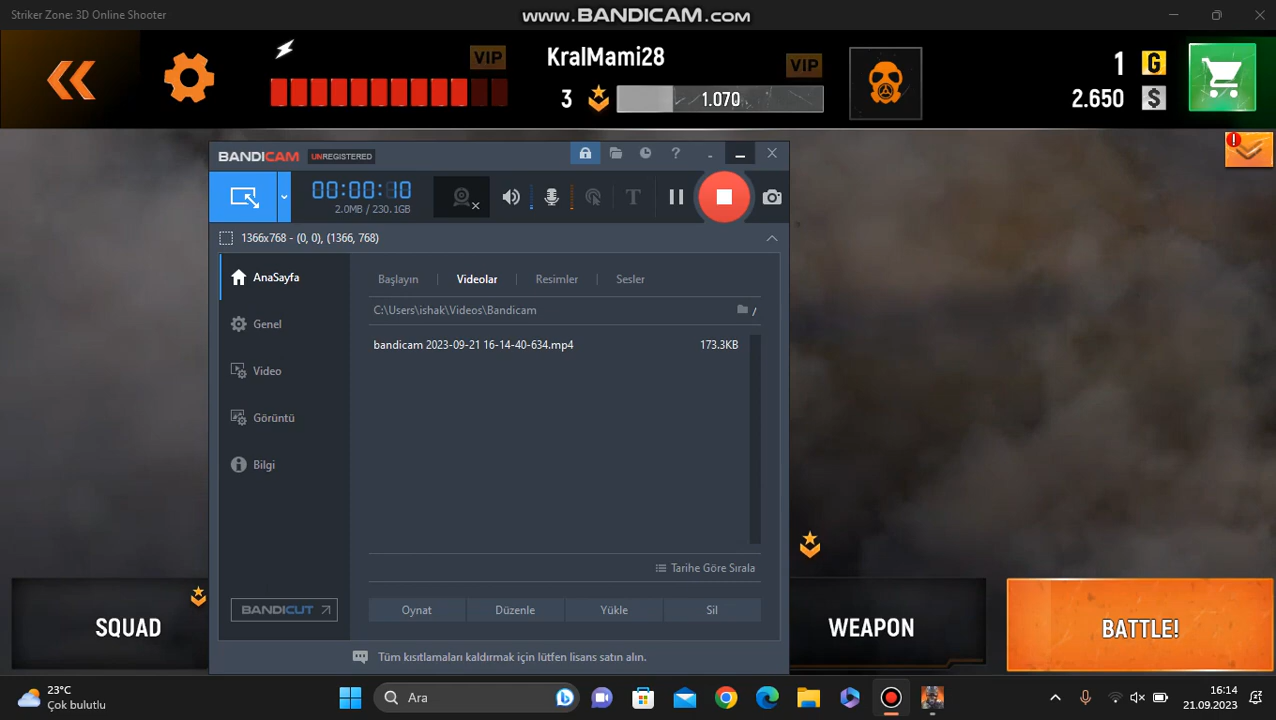 Striker Zone: 3D Online Shooter
www.BANDICAM.com
VIP
KralMami28
VIP
3
1.070
1 G
2.650 $
BANDICAM UNREGISTERED
?
00:00:10
2.0MB / 230.1GB
T
1366x768 - (0, 0), (1366, 768)
AnaSayfa
Genel
Video
Görüntü
Bilgi
BANDICUT
Başlayın
Videolar
Resimler
Sesler
C:\Users\ishak\Videos\Bandicam
/
bandicam 2023-09-21 16-14-40-634.mp4 173.3KB
Tarihe Göre Sırala
Oynat
Düzenle
Yükle
Sil
Tüm kısıtlamaları kaldırmak için lütfen lisans satın alın.
SQUAD
WEAPON
BATTLE!
23°C
Çok bulutlu
Ara
16:14
21.09.2023